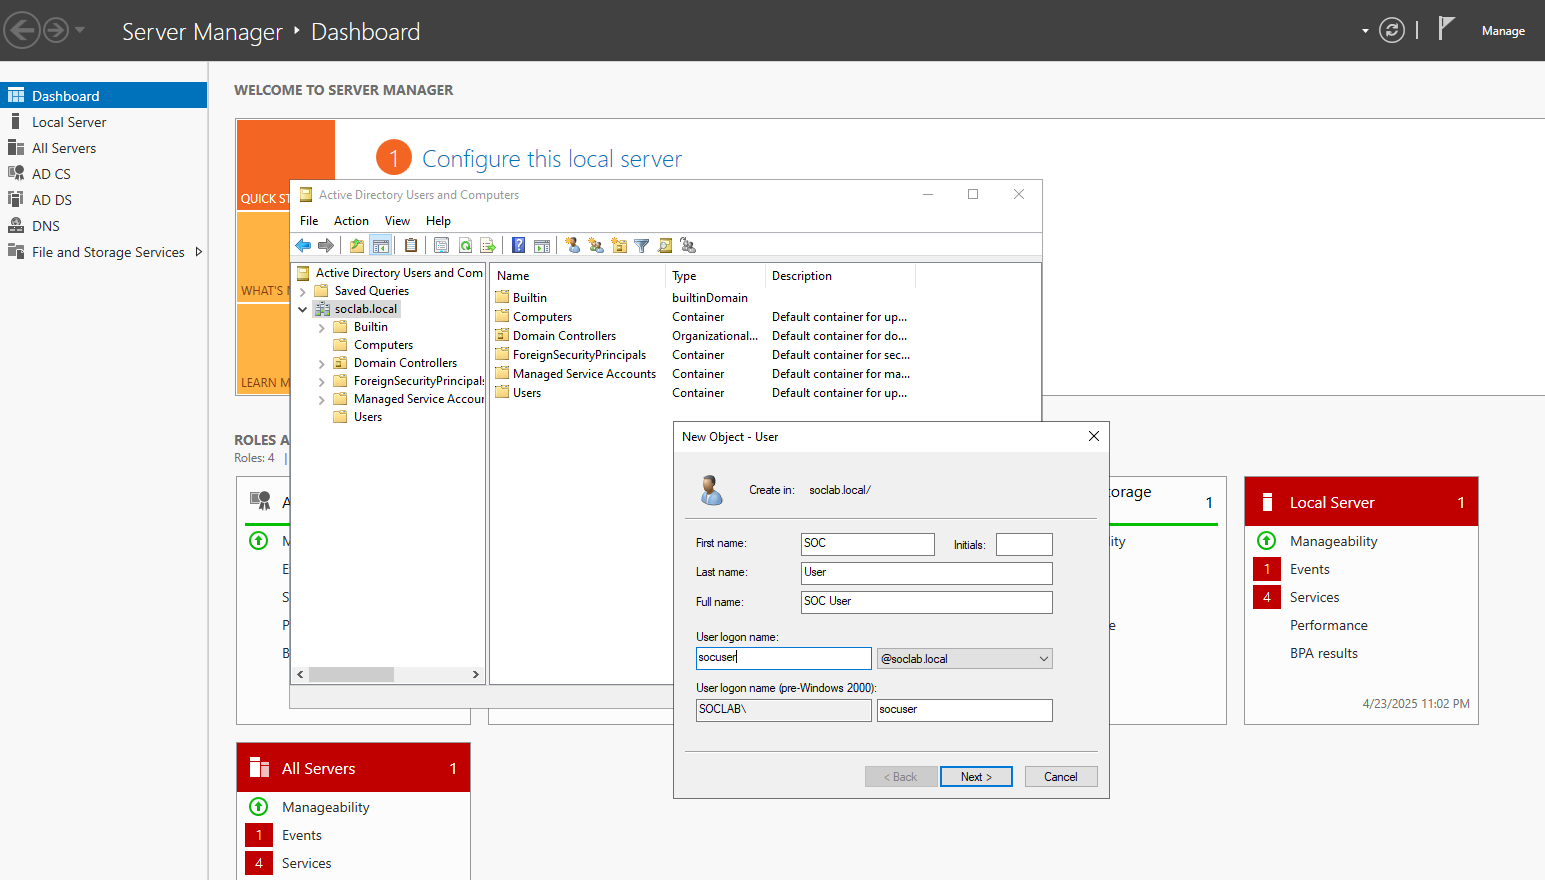 Server Manager ‣ Dashboard
Manage
Dashboard
Local Server
All Servers
AD CS
AD DS
DNS
File and Storage Services
WELCOME TO SERVER MANAGER
1 Configure this local server
QUICK ST
WHAT'S
LEARN M
Active Directory Users and Computers
File Action View Help
Active Directory Users and Com
Saved Queries
soclab.local
Builtin
Computers
Domain Controllers
ForeignSecurityPrincipals
Managed Service Accour
Users
Name Type Description
Builtin builtinDomain
Computers Container Default container for up...
Domain Controllers Organizational... Default container for do...
ForeignSecurityPrincipals Container Default container for sec...
Managed Service Accounts Container Default container for ma...
Users Container Default container for up...
New Object - User
Create in: soclab.local/
First name: SOC Initials:
Last name: User
Full name: SOC User
User logon name:
socuser @soclab.local
User logon name (pre-Windows 2000):
SOCLAB\ socuser
< Back Next > Cancel
ROLES A
Roles: 4 |
A
M
E
S
P
B
orage 1
ity
e
Local Server 1
Manageability
1 Events
4 Services
Performance
BPA results
4/23/2025 11:02 PM
All Servers 1
Manageability
1 Events
4 Services